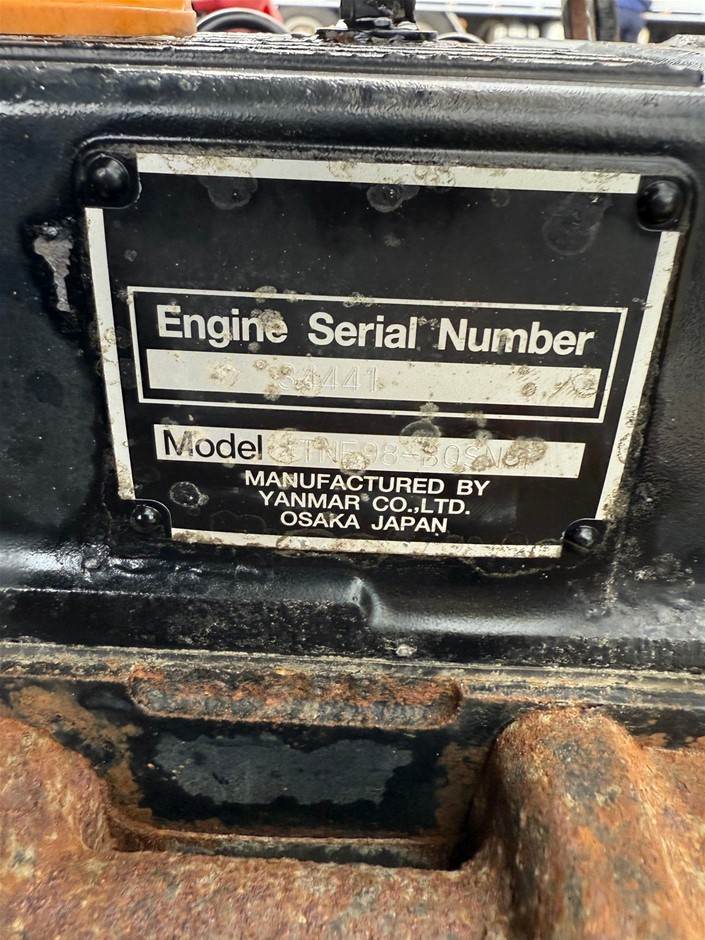 Engine Serial Number
34441
Model
MANUFACTURED BY
YANMAR CO.,LTD.
OSAKA JAPAN